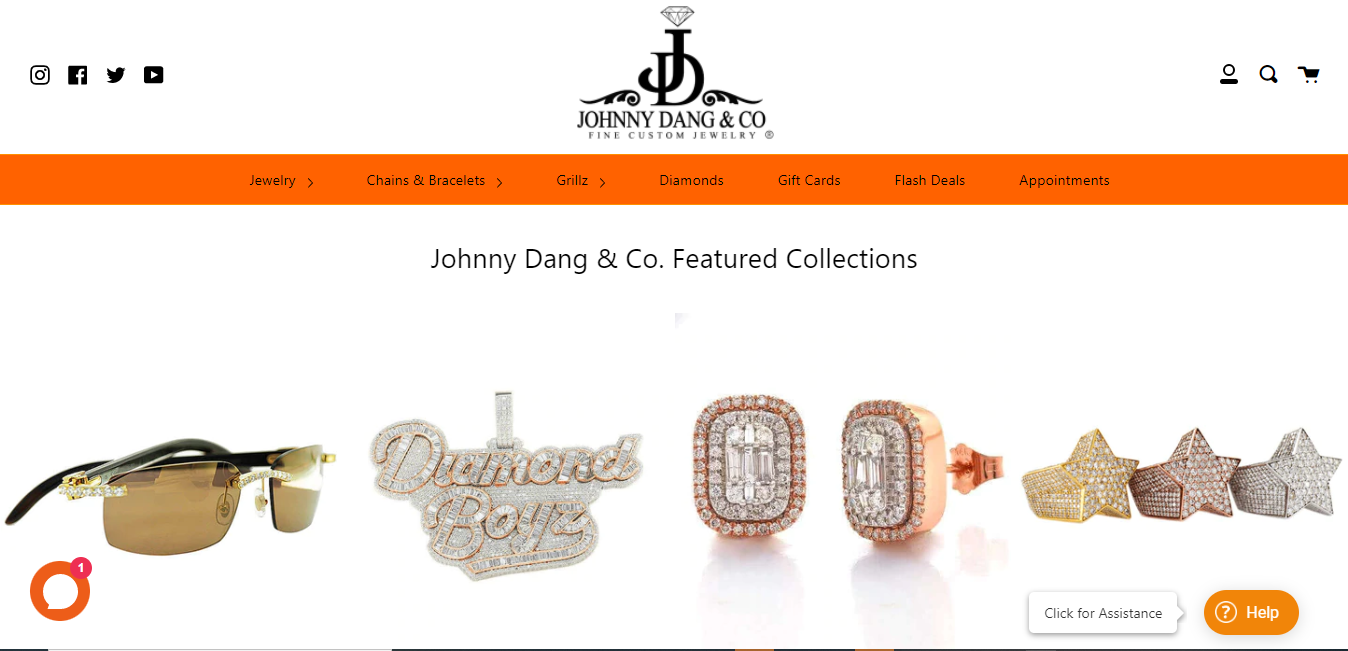 JD
JOHNNY DANG & CO
FINE CUSTOM JEWELRY ®
Jewelry
Chains & Bracelets
Grillz
Diamonds
Gift Cards
Flash Deals
Appointments
Johnny Dang & Co. Featured Collections
Diamond
Boyz
1
Click for Assistance
? Help